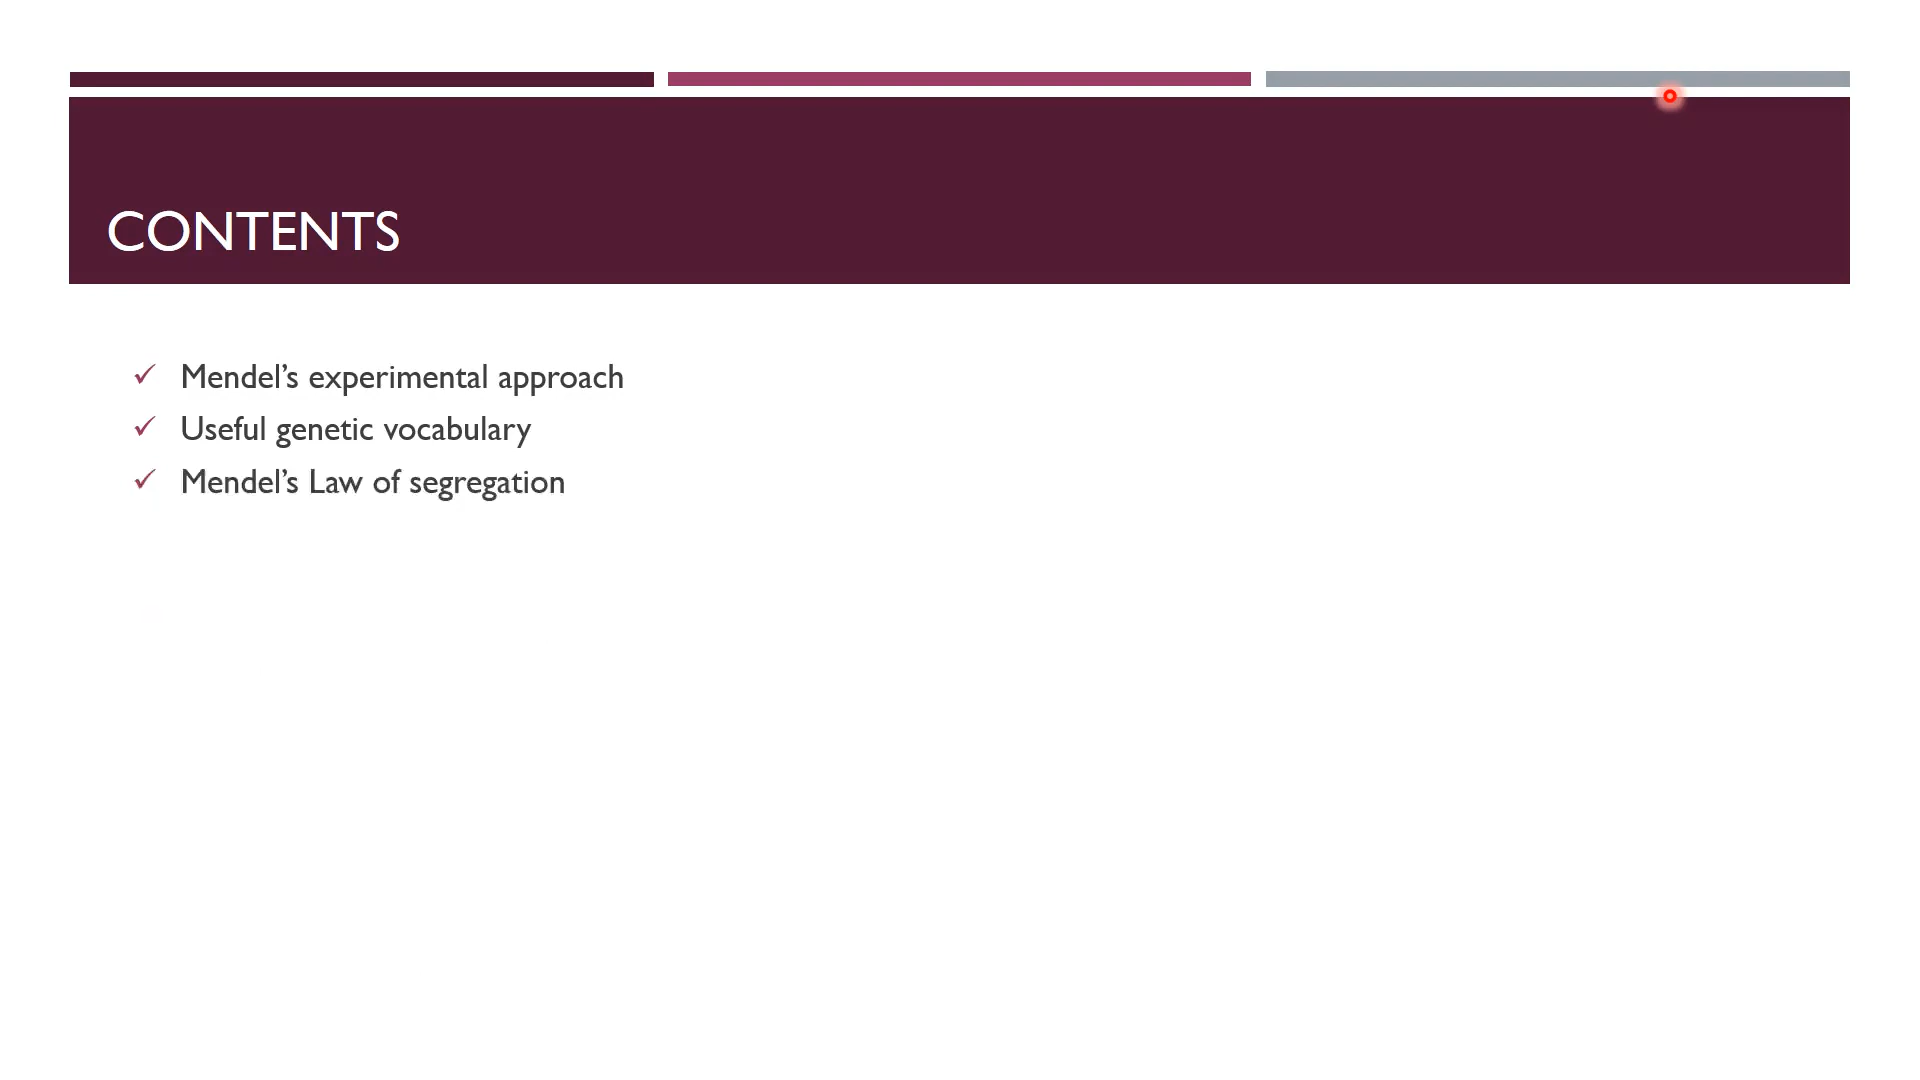 CONTENTS
Mendel’s experimental approach
Useful genetic vocabulary
Mendel’s Law of segregation